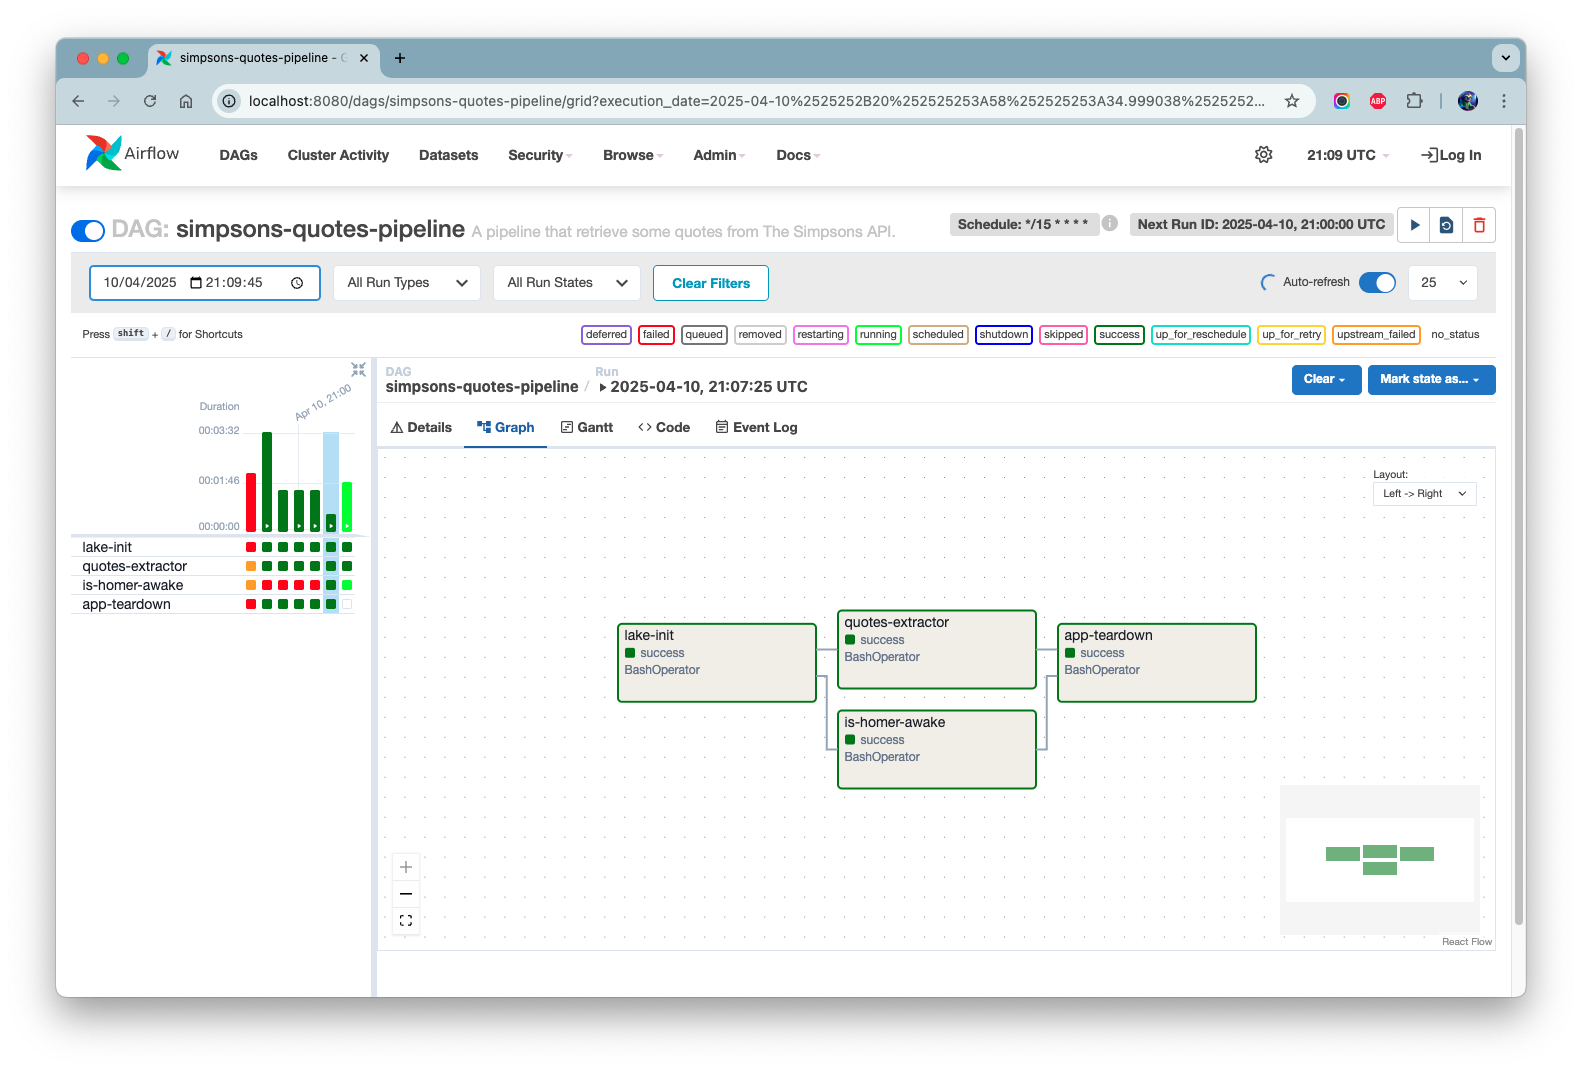 simpsons-quotes-pipeline -
localhost:8080/dags/simpsons-quotes-pipeline/grid?execution_date=2025-04-10%2525252B20%252525253A58%252525253A34.999038%2525252...
ABP
Airflow
DAGs Cluster Activity Datasets Security Browse Admin Docs
21:09 UTC Log In
DAG: simpsons-quotes-pipeline A pipeline that retrieve some quotes from The Simpsons API.
Schedule: */15 * * * * Next Run ID: 2025-04-10, 21:00:00 UTC
10/04/2025 21:09:45 All Run Types All Run States Clear Filters Auto-refresh 25
Press shift + / for Shortcuts
deferred failed queued removed restarting running scheduled shutdown skipped success up_for_reschedule up_for_retry upstream_failed no_status
Duration
Apr 10, 21:00
00:03:32
00:01:46
00:00:00
lake-init
quotes-extractor
is-homer-awake
app-teardown
DAG
simpsons-quotes-pipeline /
Run
2025-04-10, 21:07:25 UTC
Clear Mark state as...
Details Graph Gantt Code Event Log
Layout:
Left -> Right
lake-init
success
BashOperator
quotes-extractor
success
BashOperator
is-homer-awake
success
BashOperator
app-teardown
success
BashOperator
React Flow